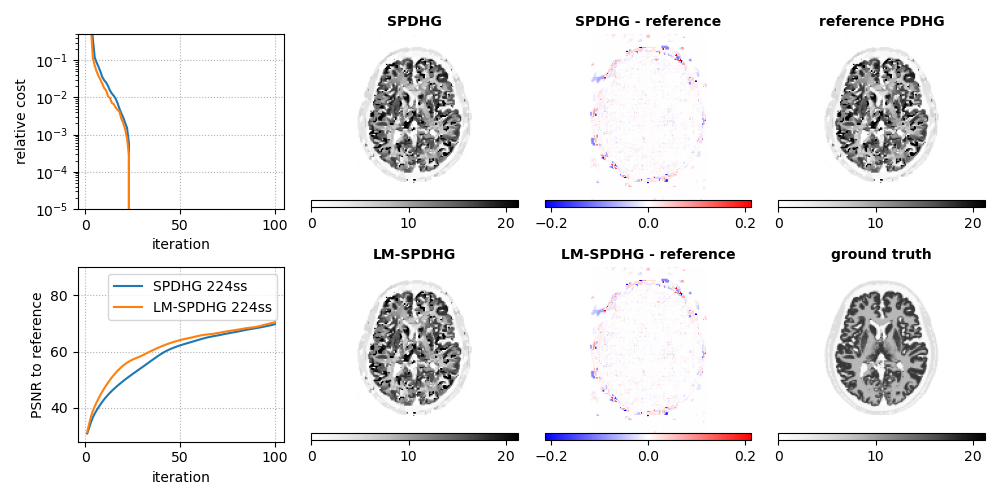 SPDHG
SPDHG - reference
reference PDHG
relative cost
10⁻¹
10⁻²
10⁻³
10⁻⁴
10⁻⁵
0 50 100
iteration
0 10 20
−0.2 0.0 0.2
0 10 20
LM-SPDHG
LM-SPDHG - reference
ground truth
PSNR to reference
80
60
40
SPDHG 224ss
LM-SPDHG 224ss
0 50 100
iteration
0 10 20
−0.2 0.0 0.2
0 10 20